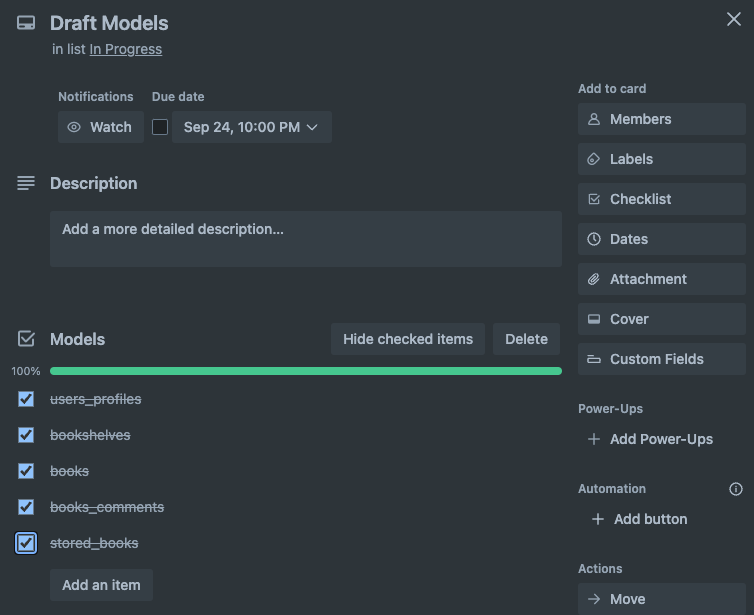 Draft Models
in list In Progress
Notifications
Due date
Watch
Sep 24, 10:00 PM
Description
Add a more detailed description...
Models
Hide checked items
Delete
100%
users_profiles
bookshelves
books
books_comments
stored_books
Add an item
Add to card
Members
Labels
Checklist
Dates
Attachment
Cover
Custom Fields
Power-Ups
Add Power-Ups
Automation
Add button
Actions
Move